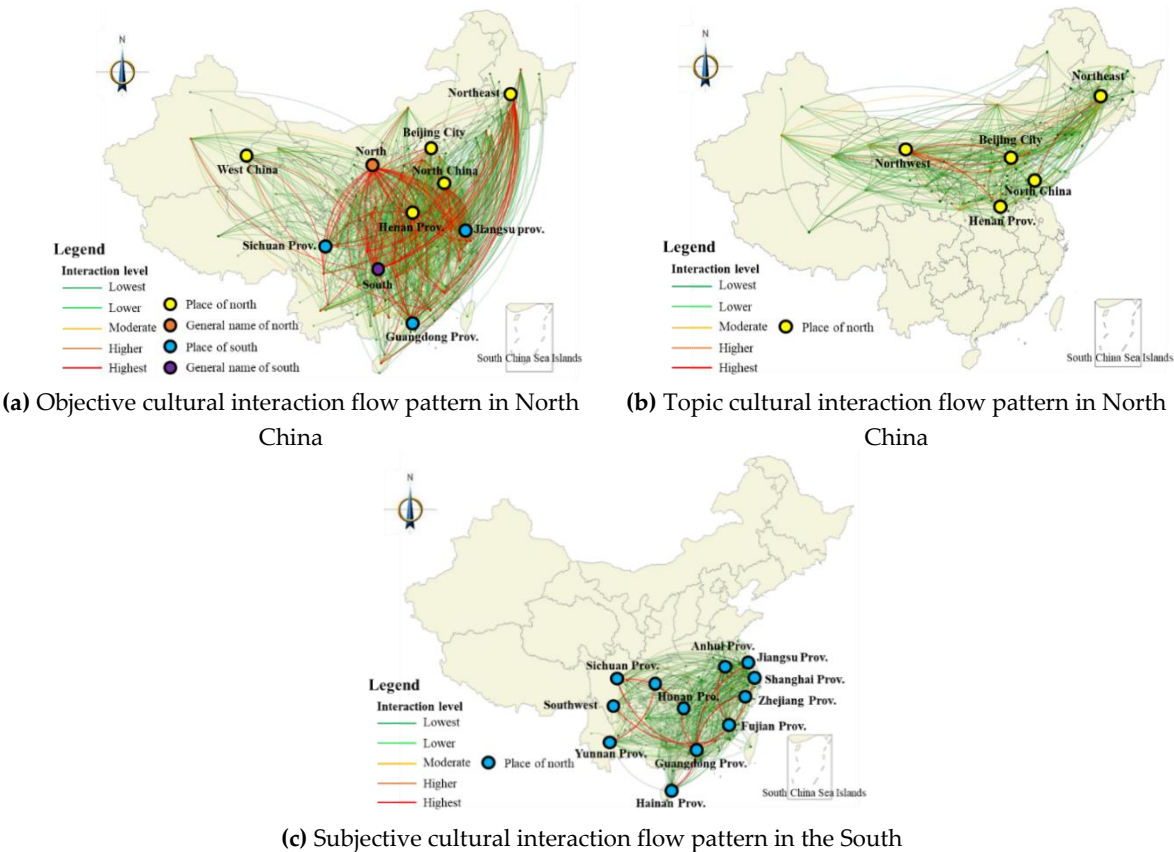 N
Northeast
Beijing City
North
North China
West China
Henan Prov.
Jiangsu prov.
Sichuan Prov.
South
Guangdong Prov.
Legend
Interaction level
Lowest
Lower
Moderate
Higher
Highest
Place of north
General name of north
Place of south
General name of south
South China Sea Islands
(a) Objective cultural interaction flow pattern in North
China
N
Northeast
Beijing City
Northwest
North China
Henan Prov.
Legend
Interaction level
Lowest
Lower
Moderate
Higher
Highest
Place of north
South China Sea Islands
(b) Topic cultural interaction flow pattern in North
China
N
Anhui Prov.
Jiangsu Prov.
Sichuan Prov.
Shanghai Prov.
Hunan Pro.
Zhejiang Prov.
Southwest
Fujian Prov.
Yunnan Prov.
Guangdong Prov.
Hainan Prov.
Legend
Interaction level
Lowest
Lower
Moderate
Higher
Highest
Place of north
South China Sea Islands
(c) Subjective cultural interaction flow pattern in the South